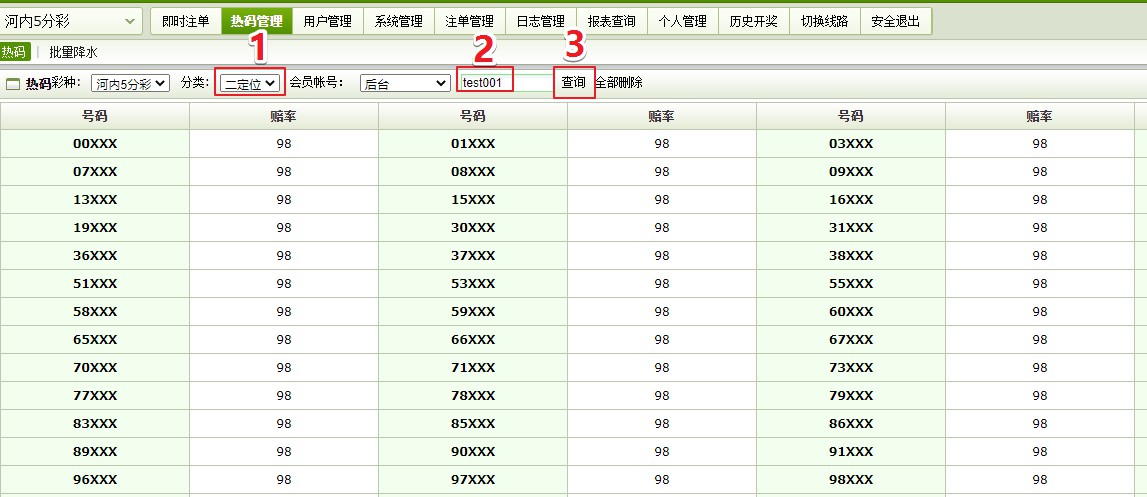 河内5分彩 即时注单 热码管理 用户管理 系统管理 注单管理 日志管理 报表查询 个人管理 历史开奖 切换线路 安全退出
1 2 3
热码 | 批量降水
热码彩种： 河内5分彩 分类: 二定位 会员帐号： 后台 test001 查询 全部删除
号码 赔率 号码 赔率 号码 赔率
00XXX 98 01XXX 98 03XXX 98
07XXX 98 08XXX 98 09XXX 98
13XXX 98 15XXX 98 16XXX 98
19XXX 98 30XXX 98 31XXX 98
36XXX 98 37XXX 98 38XXX 98
51XXX 98 53XXX 98 55XXX 98
58XXX 98 59XXX 98 60XXX 98
65XXX 98 66XXX 98 67XXX 98
70XXX 98 71XXX 98 73XXX 98
77XXX 98 78XXX 98 79XXX 98
83XXX 98 85XXX 98 86XXX 98
89XXX 98 90XXX 98 91XXX 98
96XXX 98 97XXX 98 98XXX 98